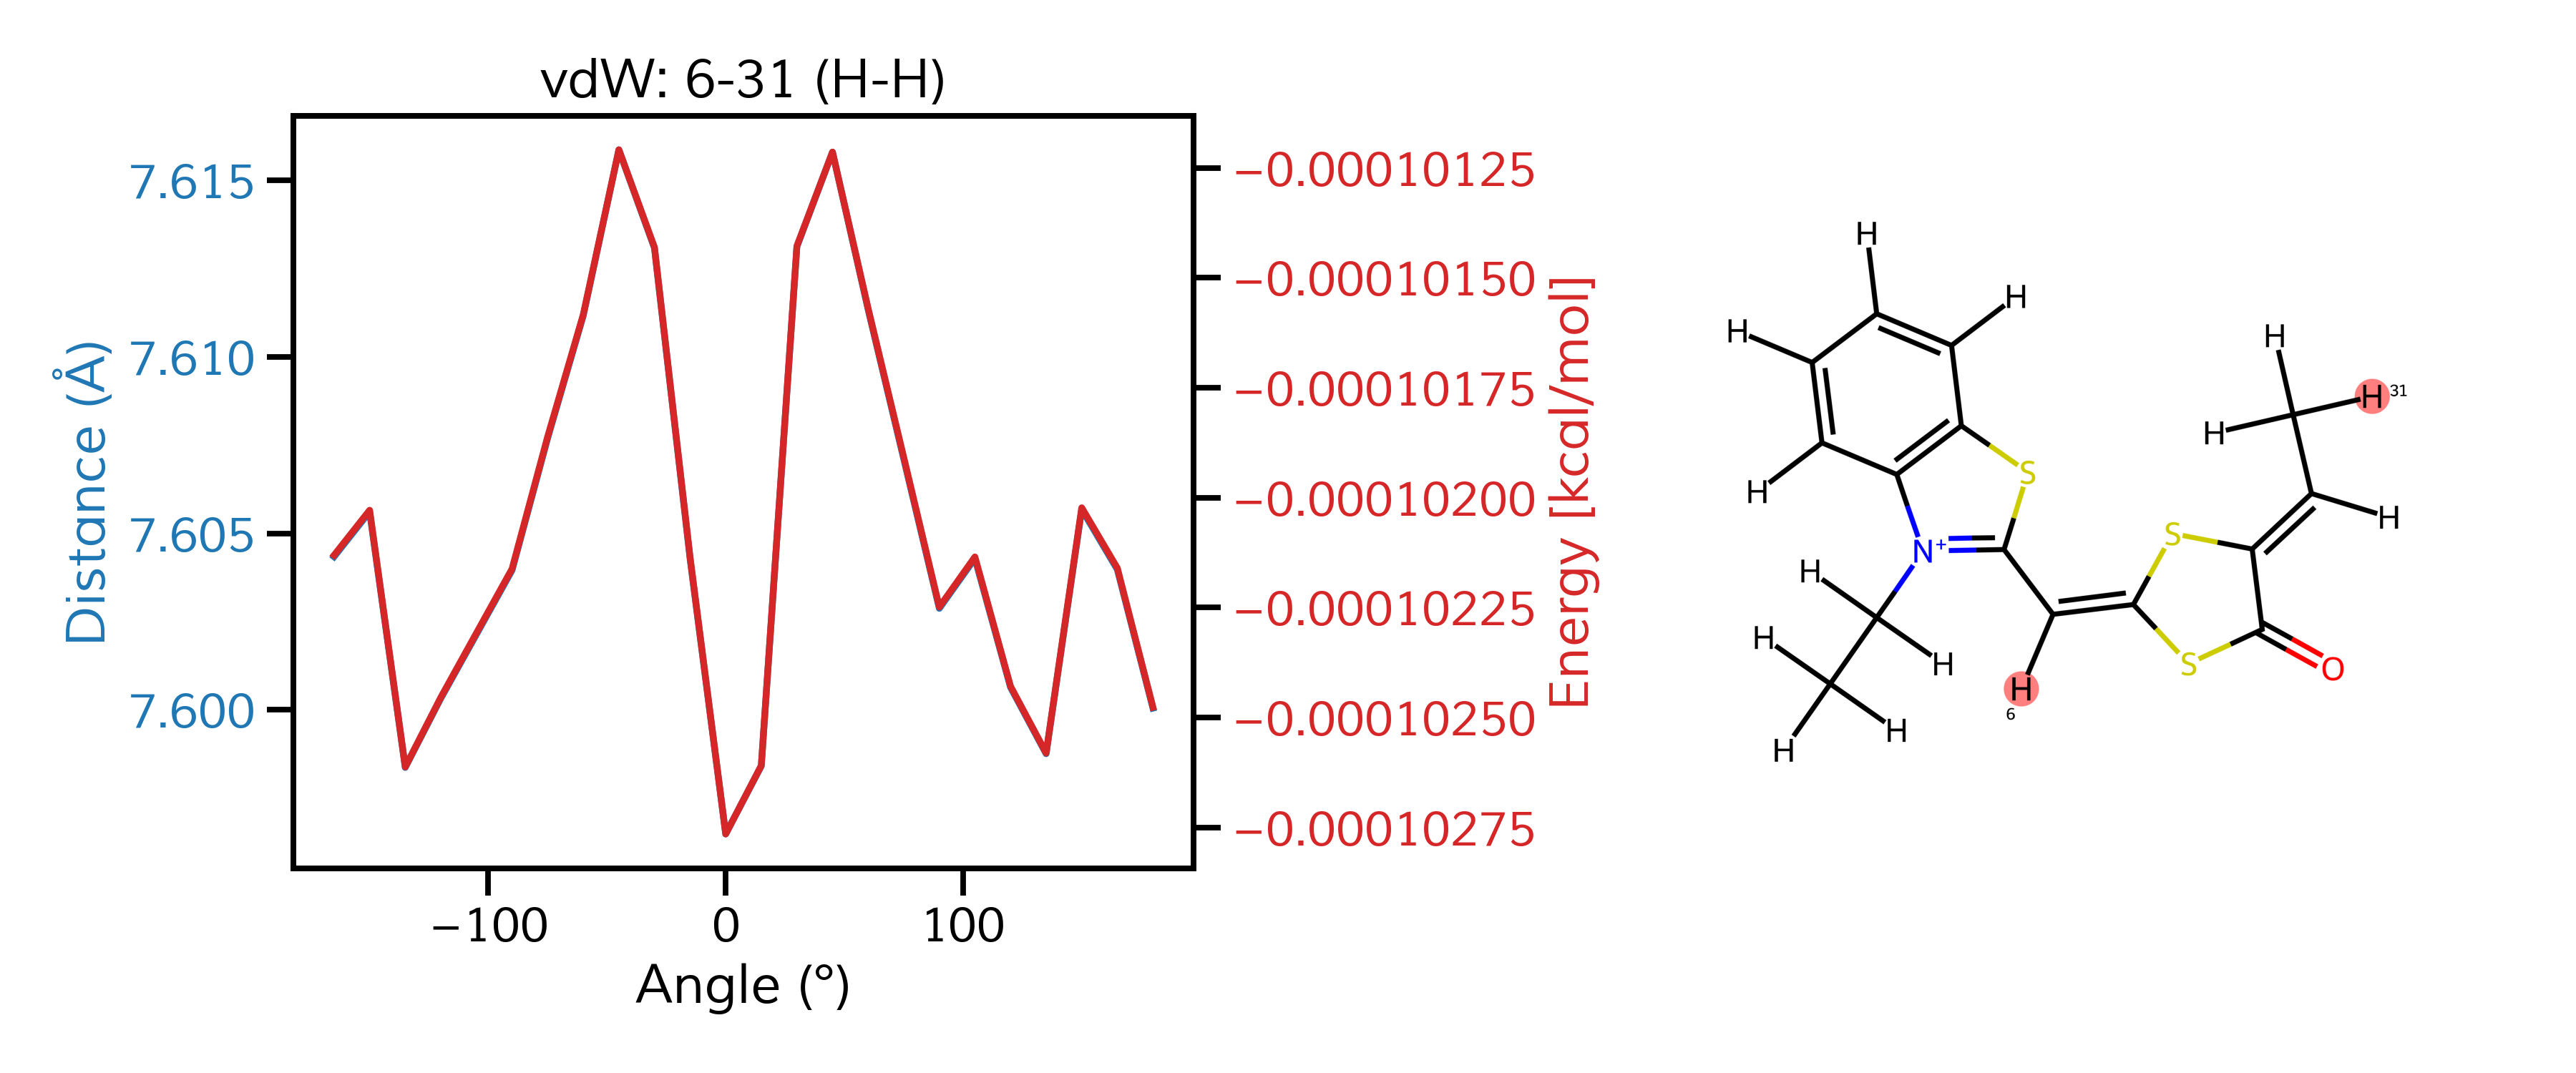 vdW: 6-31 (H-H)
Distance (Å)
7.615
7.610
7.605
7.600
−0.00010125
−0.00010150
−0.00010175
−0.00010200
−0.00010225
−0.00010250
−0.00010275
Energy [kcal/mol]
−100
0
100
Angle (°)
H
H
H
H
H
H
31
H
S
H
S
N+
H
H
H
S
O
H
6
H
H